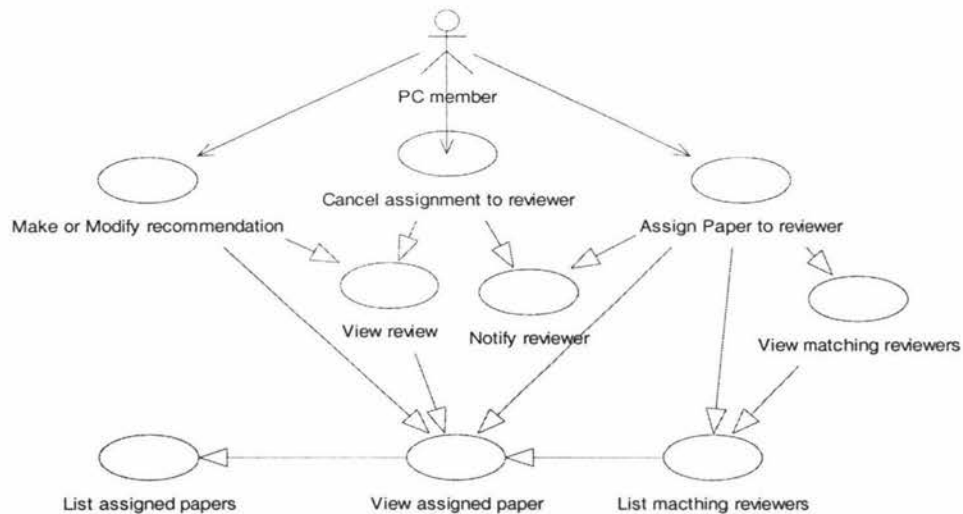 PC member
Cancel assignment to reviewer
Make or Modify recommendation
Assign Paper to reviewer
View review
Notify reviewer
View matching reviewers
List assigned papers
View assigned paper
List macthing reviewers